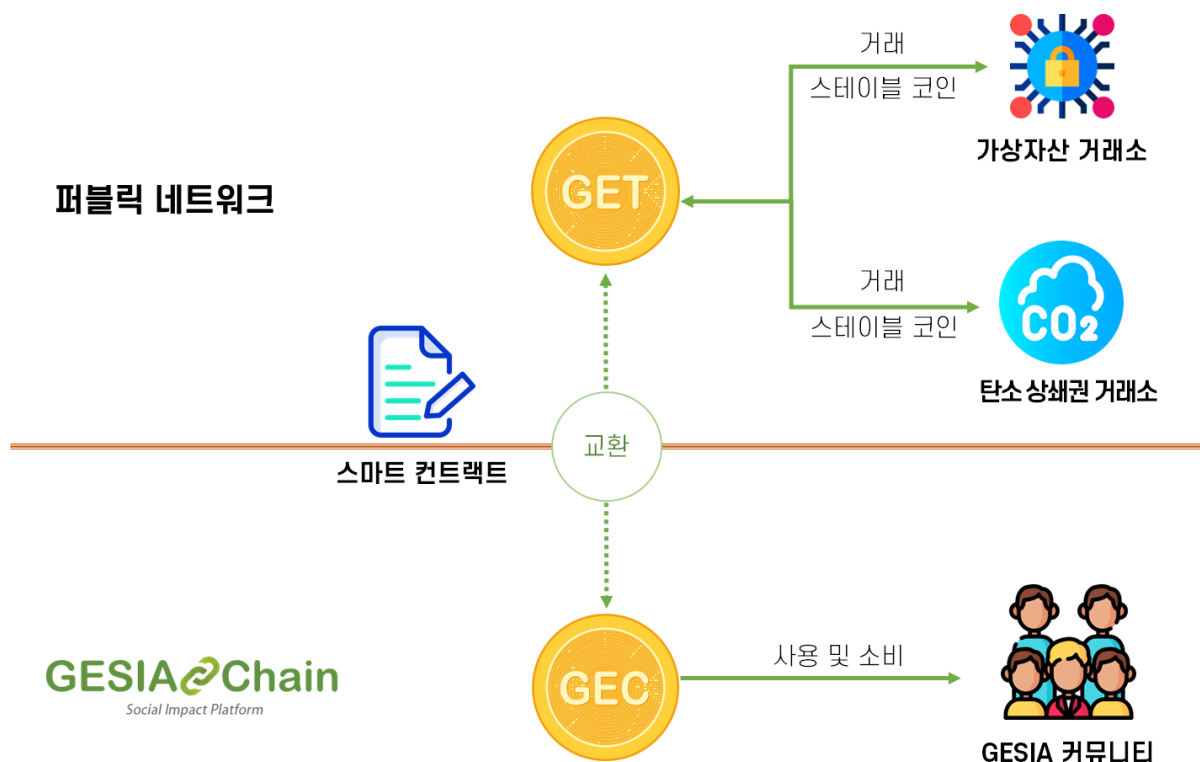 거래
스테이블 코인
가상자산 거래소
GET
퍼블릭 네트워크
거래
스테이블 코인
CO2
탄소 상쇄권 거래소
교환
스마트 컨트랙트
GEC
사용 및 소비
GESIA Chain
Social Impact Platform
GESIA 커뮤니티